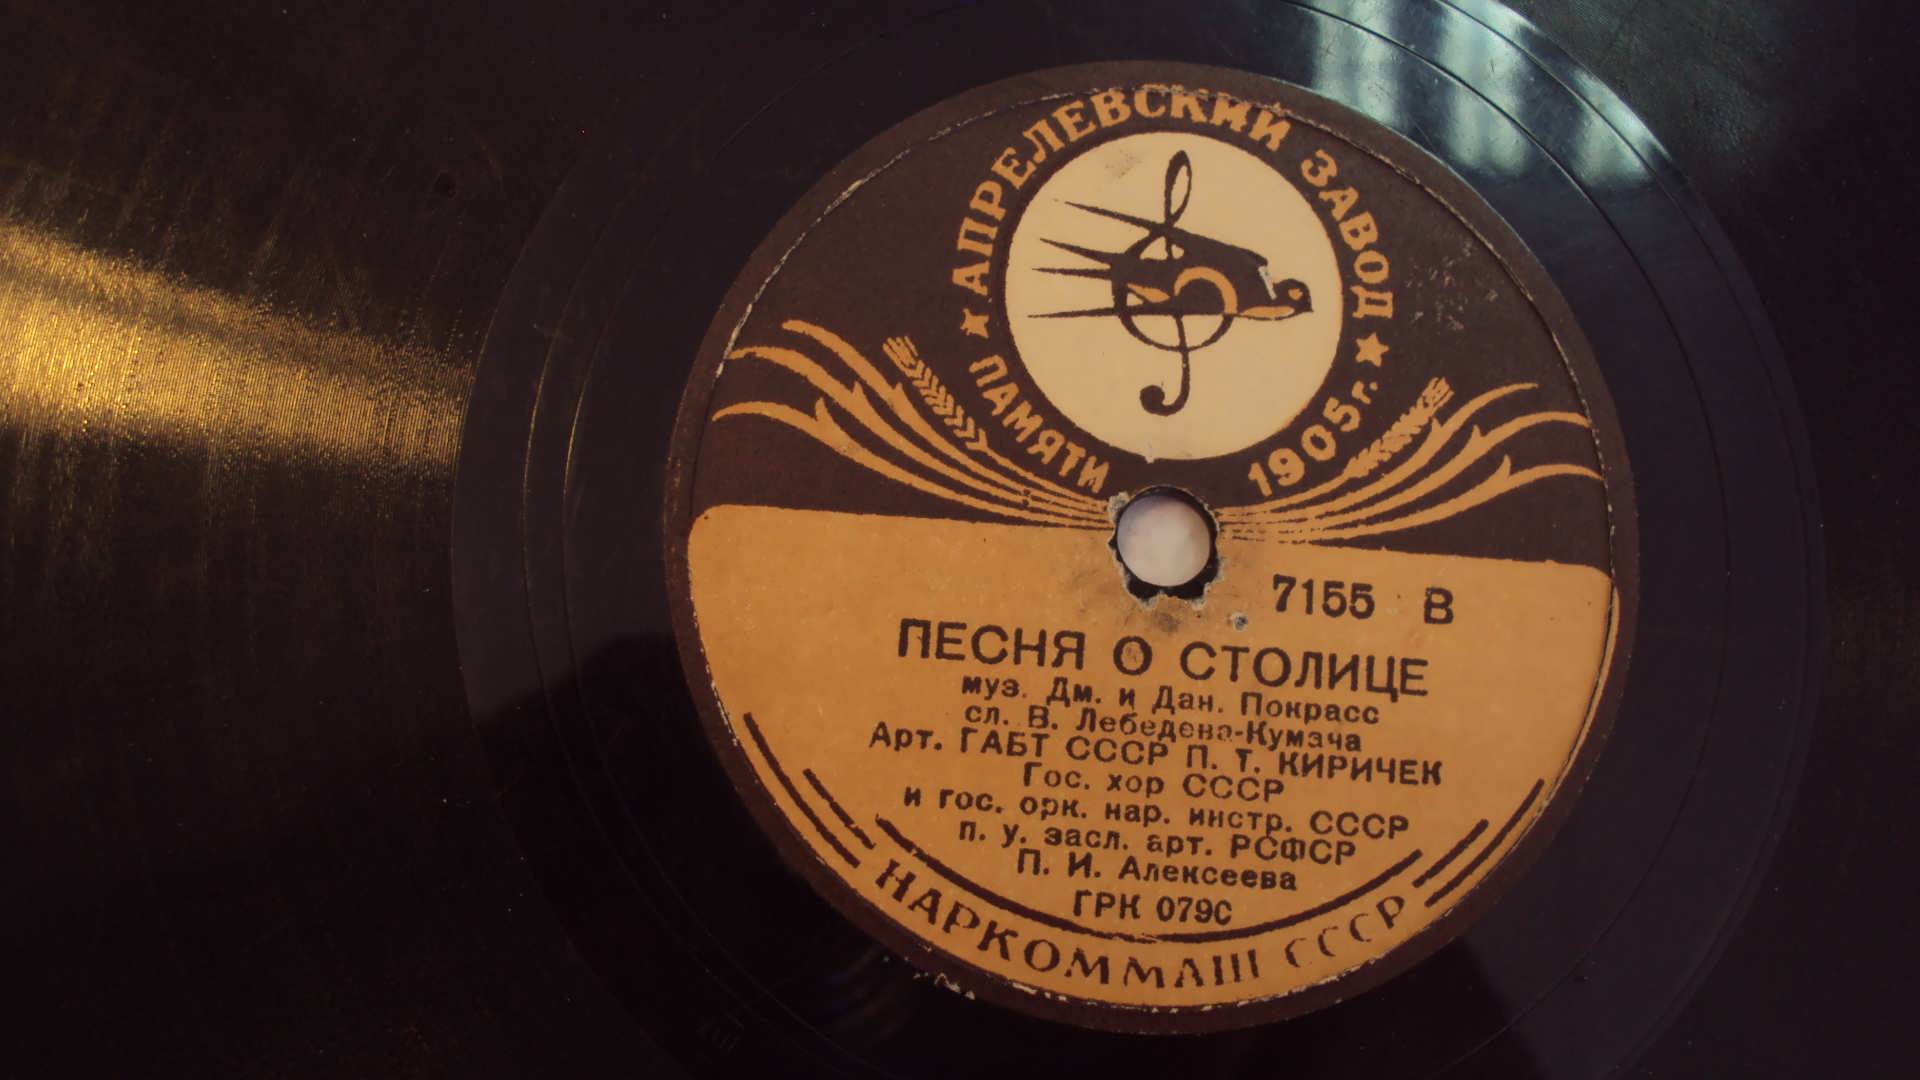 АПРЕЛЕВСКИЙ ЗАВОД
ПАМЯТИ 1905 г.
7155 В
ПЕСНЯ О СТОЛИЦЕ
муз. Дм. и Дан. Покрасс
сл. В. Лебедева-Кумача
Арт. ГАБТ СССР П. Т. КИРИЧЕК
Гос. хор СССР
и гос. орк. нар. инстр. СССР
п. у. засл. арт. РСФСР
П. И. Алексеева
ГРК 079С
НАРКОММАШ СССР